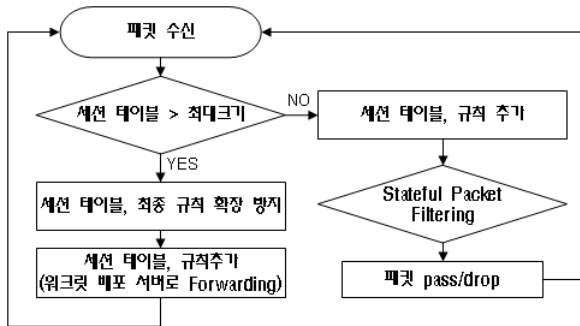 패킷 수신
세션 테이블 > 최대크기
NO
세션 테이블, 규칙 추가
YES
세션 테이블, 최종 규칙 확장 방지
Stateful Packet
Filtering
세션 테이블, 규칙추가
(워크릿 배포 서버로 Forwarding)
패킷 pass/drop